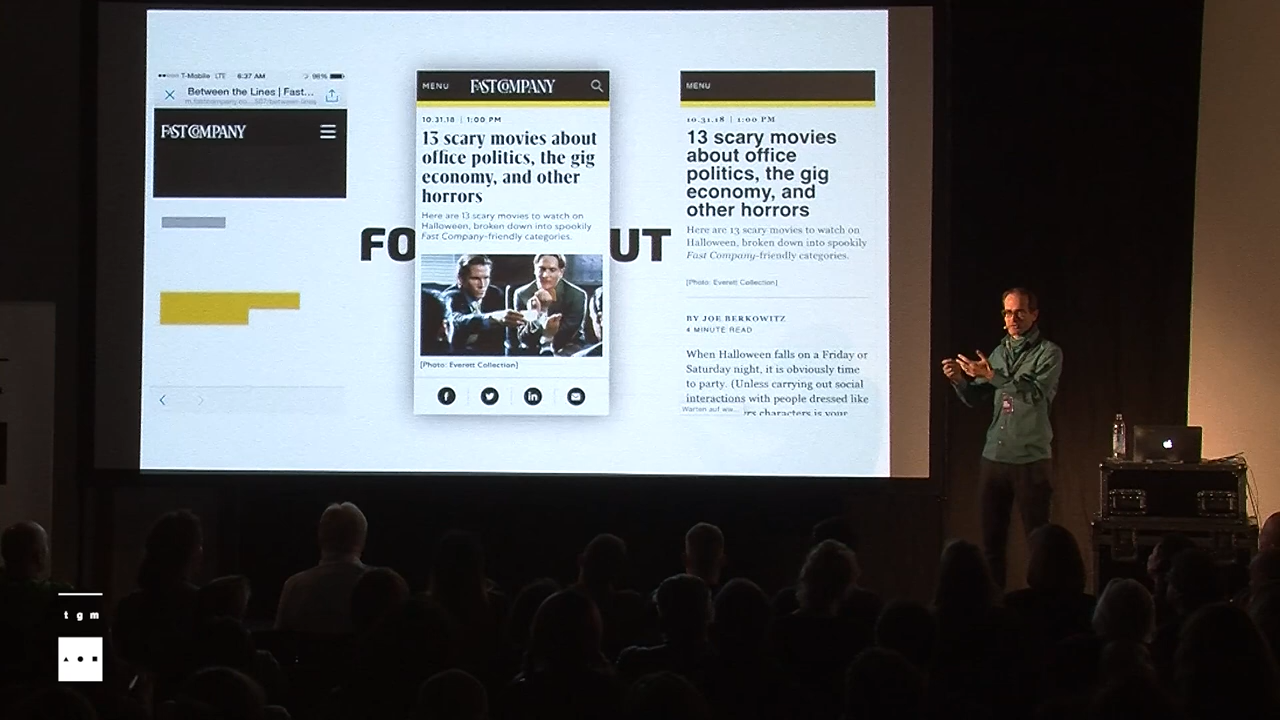 T-Mobile LTE 6:37 AM 98%
Between the Lines | Fast...
FAST COMPANY
FO
UT
MENU FAST COMPANY
10.31.18 | 1:00 PM
13 scary movies about
office politics, the gig
economy, and other
horrors
Here are 13 scary movies to watch on
Halloween, broken down into spookily
Fast Company-friendly categories.
[Photo: Everett Collection]
MENU
10.31.18 | 1:00 PM
13 scary movies
about office
politics, the gig
economy, and
other horrors
Here are 13 scary movies to watch on
Halloween, broken down into spookily
Fast Company-friendly categories.
[Photo: Everett Collection]
BY JOE BERKOWITZ
4 MINUTE READ
When Halloween falls on a Friday or
Saturday night, it is obviously time
to party. (Unless carrying out social
interactions with people dressed like
Warten auf
characters is your
t g m